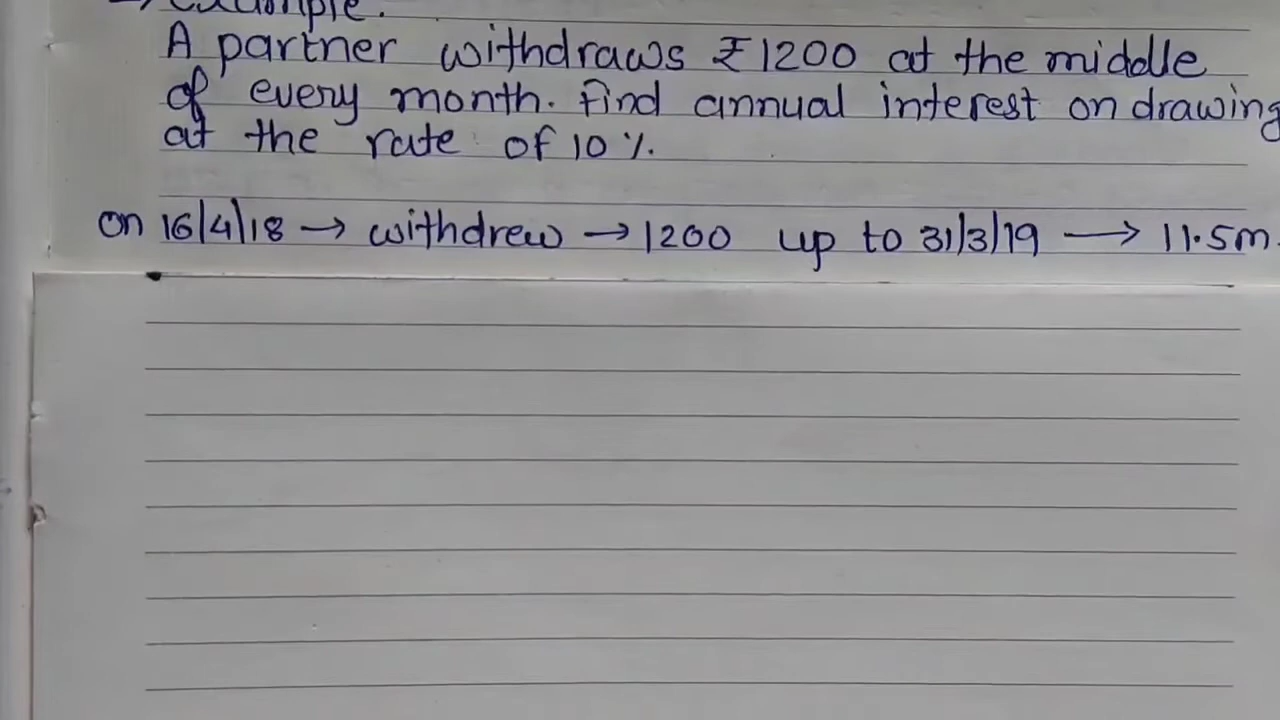 → Example.
A partner withdraws ₹1200 at the middle
of every month. Find annual interest on drawing
at the rate of 10 %.
on 16/4/18 → withdrew → 1200 up to 31/3/19 → 11.5m.